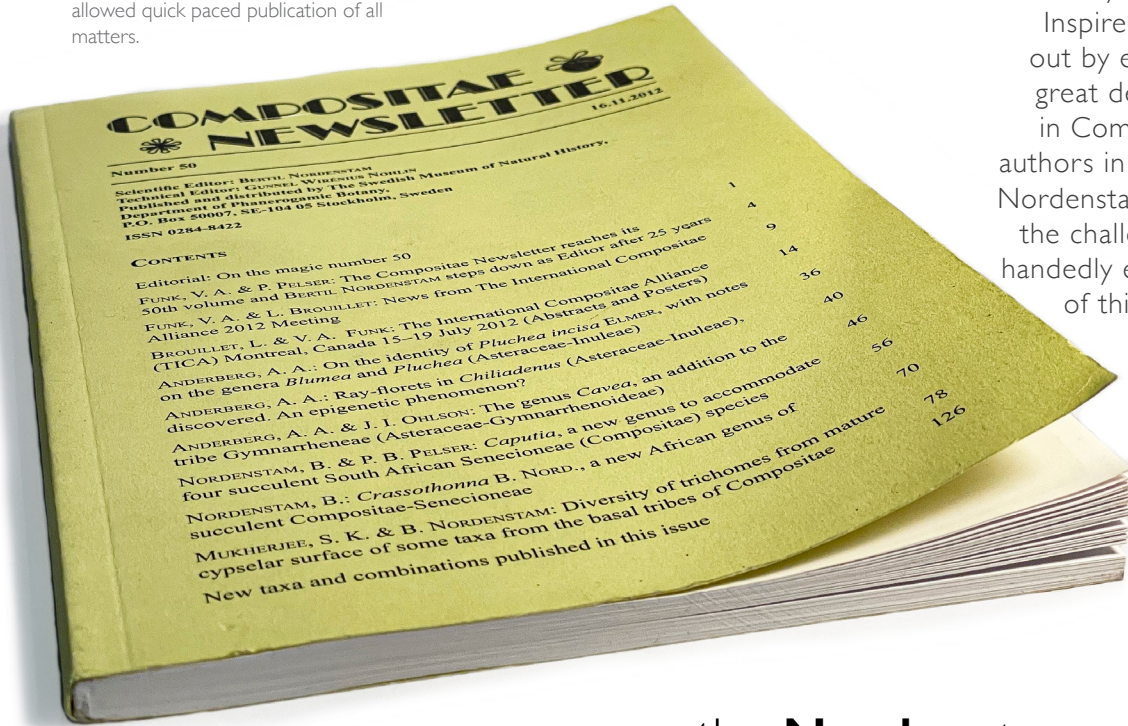 allowed quick paced publication of all
matters.
COMPOSITAE
NEWSLETTER
Number 50
16.11.2012
Scientific Editor: BERTIL NORDENSTAM
Technical Editor: GUNNEL WIRÉNIUS NOHLIN
Published and distributed by The Swedish Museum of Natural History,
Department of Phanerogamic Botany,
P.O. Box 50007, SE-104 05 Stockholm, Sweden
ISSN 0284-8422
CONTENTS
Editorial: On the magic number 50 1
FUNK, V. A. & P. PELSER: The Compositae Newsletter reaches its
50th volume and BERTIL NORDENSTAM steps down as Editor after 25 years 4
FUNK, V. A. & L. BROUILLET: News from The International Compositae
Alliance 2012 Meeting 9
BROUILLET, L. & V. A. FUNK: The International Compositae Alliance
(TICA) Montreal, Canada 15–19 July 2012 (Abstracts and Posters) 14
ANDERBERG, A. A.: On the identity of Pluchea incisa ELMER, with notes
on the genera Blumea and Pluchea (Asteraceae-Inuleae) 36
ANDERBERG, A. A.: Ray-florets in Chiliadenus (Asteraceae-Inuleae),
discovered. An epigenetic phenomenon? 40
ANDERBERG, A. A. & J. I. OHLSON: The genus Cavea, an addition to the
tribe Gymnarrheneae (Asteraceae-Gymnarrhenoideae) 46
NORDENSTAM, B. & P. B. PELSER: Caputia, a new genus to accommodate
four succulent South African Senecioneae (Compositae) species 56
NORDENSTAM, B.: Crassothonna B. NORD., a new African genus of
succulent Compositae-Senecioneae 70
MUKHERJEE, S. K. & B. NORDENSTAM: Diversity of trichomes from mature
cypselar surface of some taxa from the basal tribes of Compositae 78
New taxa and combinations published in this issue 126
Inspire
out by e
great de
in Com
authors in
Nordensta
the challe
handedly e
of thi